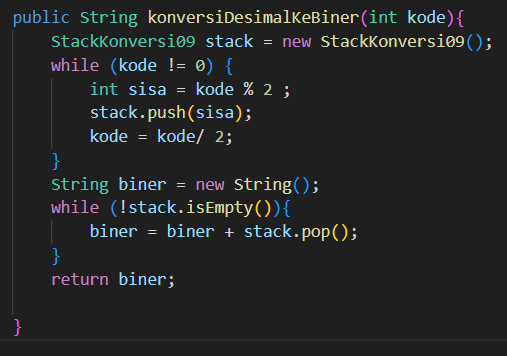 public String konversiDesimalKeBiner(int kode){
    StackKonversi09 stack = new StackKonversi09();
    while (kode != 0) {
        int sisa = kode % 2 ;
        stack.push(sisa);
        kode = kode/ 2;
    }
    String biner = new String();
    while (!stack.isEmpty()){
        biner = biner + stack.pop();
    }
    return biner;
}